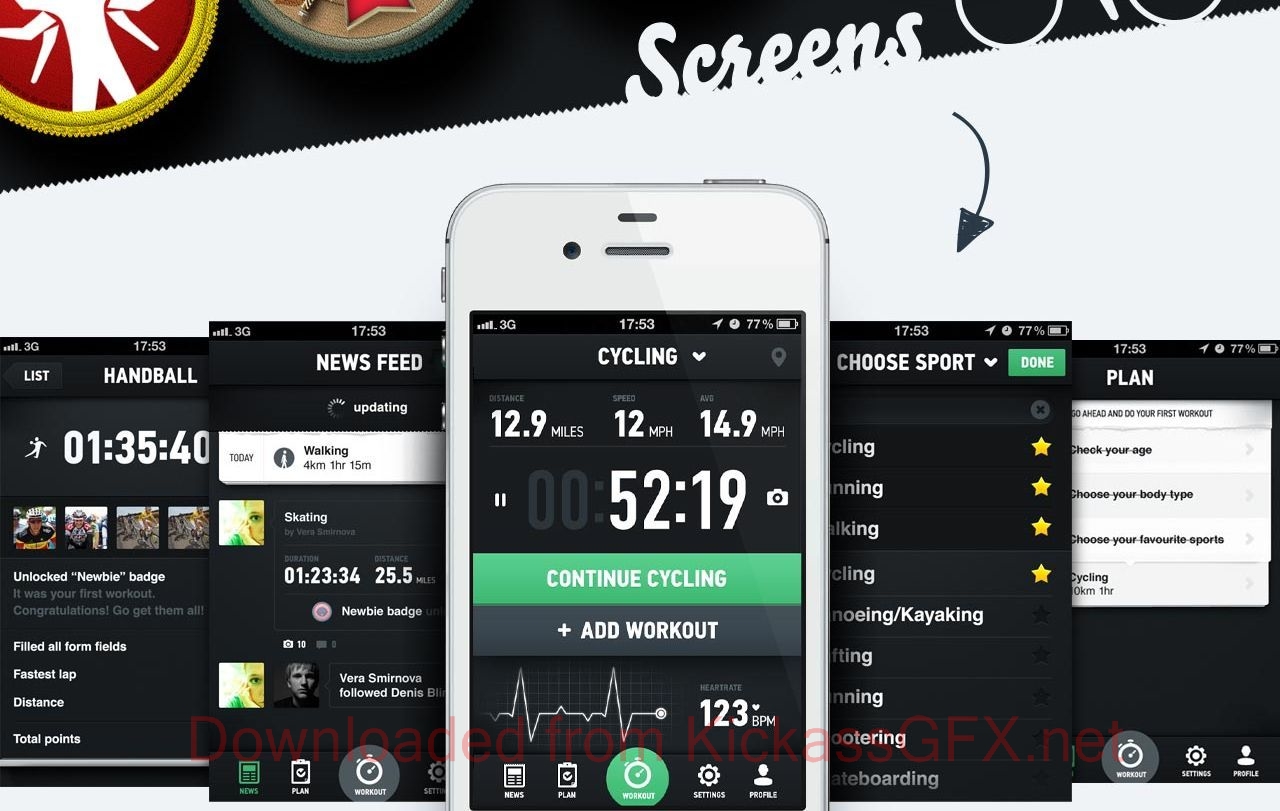 Screens
3G 17:53
LIST HANDBALL
01:35:40
Unlocked “Newbie” badge
It was your first workout.
Congratulations! Go get them all!
Filled all form fields
Fastest lap
Distance
Total points
3G 17:53
NEWS FEED
updating
TODAY
Walking
4km 1hr 15m
Skating
by Vera Smirnova
DURATION DISTANCE
01:23:34 25.5 MILES
Newbie badge
10 0
Vera Smirnova
followed Denis
NEWS PLAN WORKOUT
3G 17:53 77%
CYCLING
DISTANCE SPEED AVG
12.9 MILES 12 MPH 14.9 MPH
00:52:19
CONTINUE CYCLING
+ ADD WORKOUT
HEARTRATE
123 BPM
NEWS PLAN WORKOUT SETTINGS PROFILE
17:53 77%
CHOOSE SPORT DONE
cling
nning
alking
cling
noeing/Kayaking
fting
nning
ootering
ateboarding
17:53 77%
PLAN
GO AHEAD AND DO YOUR FIRST WORKOUT
Check your age
Choose your body type
Choose your favourite sports
Cycling
10km 1hr
WORKOUT SETTINGS PROFILE
Downloaded from KickassGFX.net